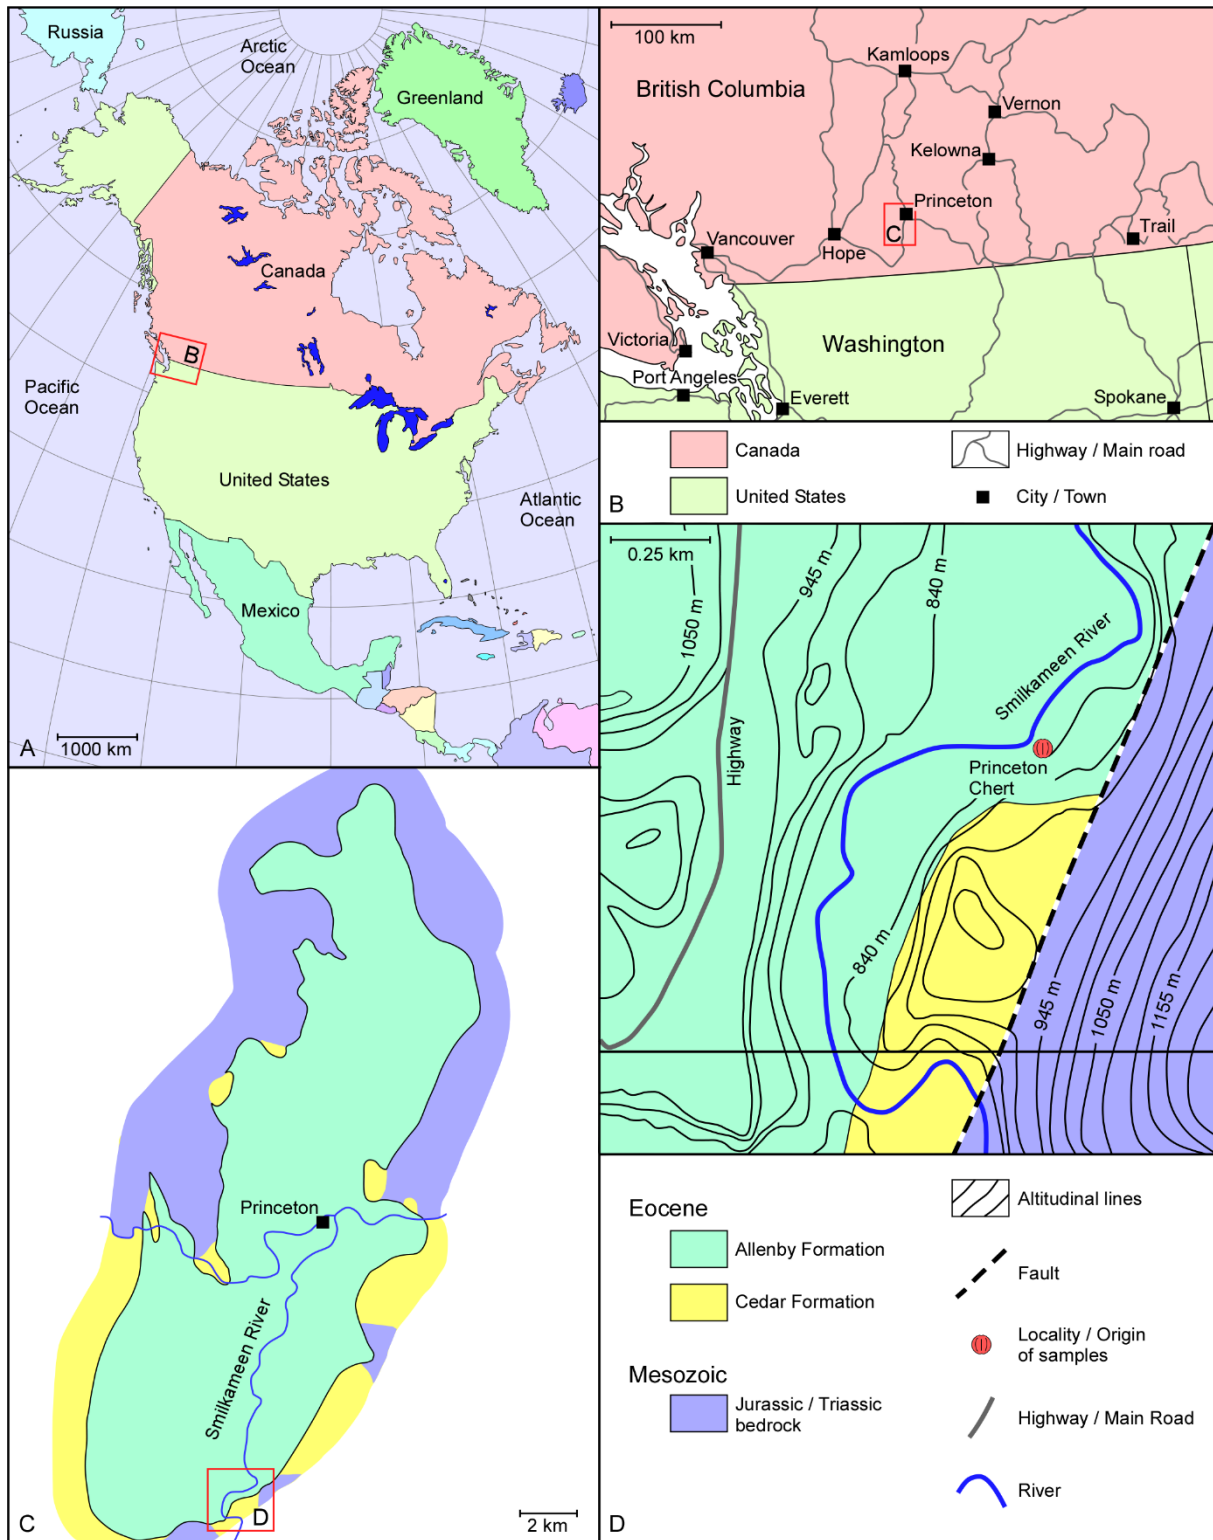 Russia
Arctic
Ocean
Greenland
Canada
B
Pacific
Ocean
United States
Atlantic
Ocean
Mexico
1000 km
A
100 km
Kamloops
British Columbia
Vernon
Kelowna
Princeton
C
Vancouver
Hope
Trail
Victoria
Washington
Port Angeles
Everett
Spokane
Canada
Highway / Main road
United States
City / Town
B
0.25 km
1050 m
945 m
840 m
Smilkameen River
Highway
Princeton
Chert
840 m
945 m
1050 m
1155 m
Princeton
Smilkameen River
D
C
2 km
Eocene
Allenby Formation
Cedar Formation
Mesozoic
Jurassic / Triassic
bedrock
Altitudinal lines
Fault
Locality / Origin
of samples
Highway / Main Road
River
D